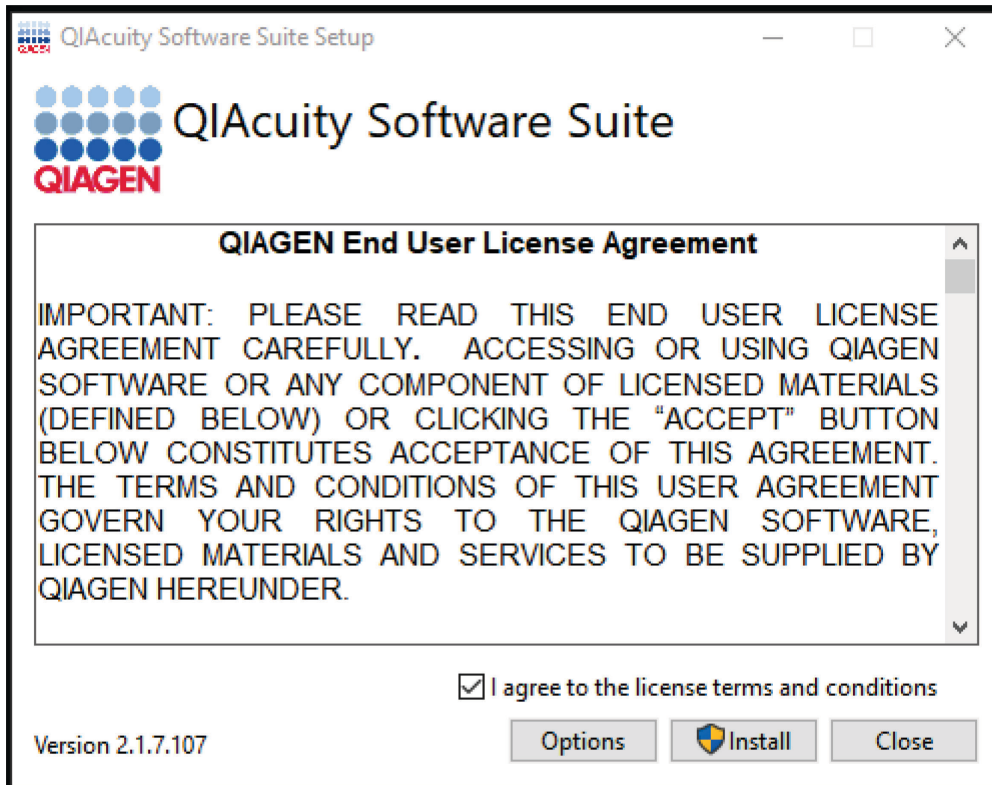 QIAcuity Software Suite Setup
QIAcuity Software Suite
QIAGEN
QIAGEN End User License Agreement
IMPORTANT: PLEASE READ THIS END USER LICENSE
AGREEMENT CAREFULLY. ACCESSING OR USING QIAGEN
SOFTWARE OR ANY COMPONENT OF LICENSED MATERIALS
(DEFINED BELOW) OR CLICKING THE “ACCEPT” BUTTON
BELOW CONSTITUTES ACCEPTANCE OF THIS AGREEMENT.
THE TERMS AND CONDITIONS OF THIS USER AGREEMENT
GOVERN YOUR RIGHTS TO THE QIAGEN SOFTWARE,
LICENSED MATERIALS AND SERVICES TO BE SUPPLIED BY
QIAGEN HEREUNDER.
I agree to the license terms and conditions
Version 2.1.7.107
Options
Install
Close